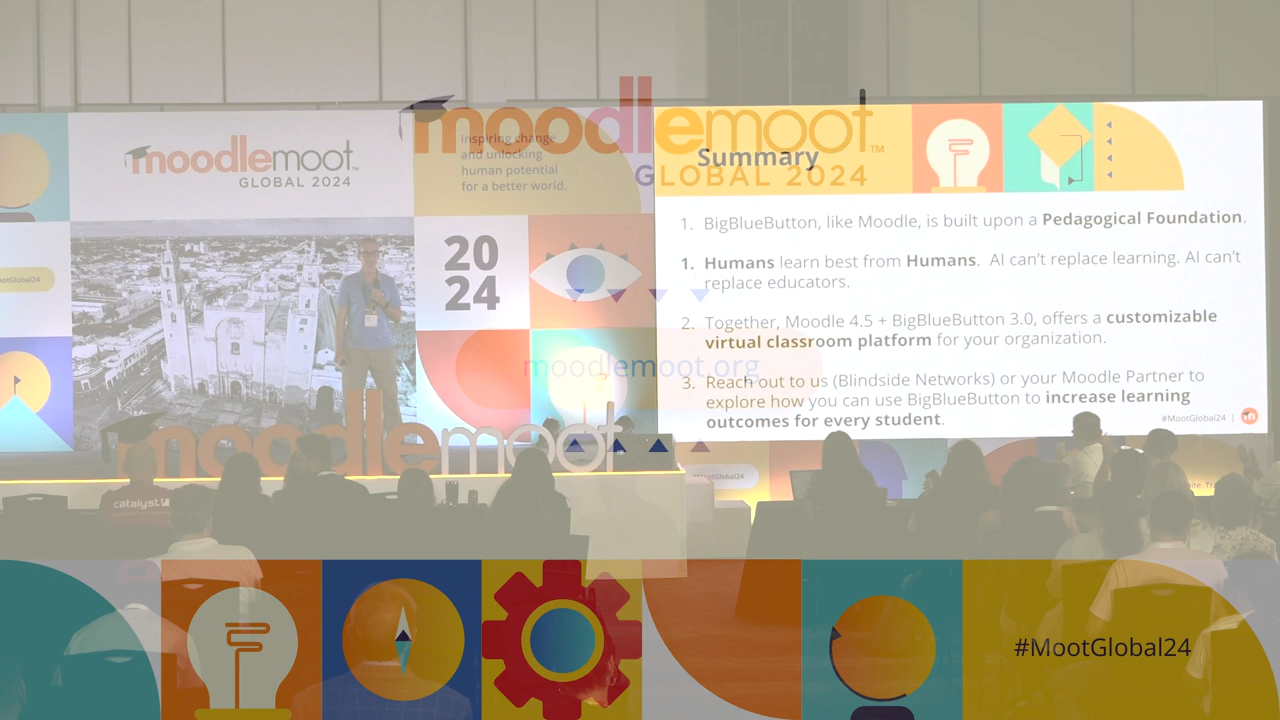 moodlemoot™
GLOBAL 2024
Inspiring change
and unlocking
human potential
for a better world.
moodlemoot™
GLOBAL 2024
Summary
1. BigBlueButton, like Moodle, is built upon a Pedagogical Foundation.
1. Humans learn best from Humans. AI can’t replace learning. AI can’t
replace educators.
2. Together, Moodle 4.5 + BigBlueButton 3.0, offers a customizable
virtual classroom platform for your organization.
3. Reach out to us (Blindside Networks) or your Moodle Partner to
explore how you can use BigBlueButton to increase learning
outcomes for every student.
#MootGlobal24 |
20
24
ootGlobal24
moodlemoot.org
moodlemoot
#MootGlobal24
catalyst
#MootGlobal24